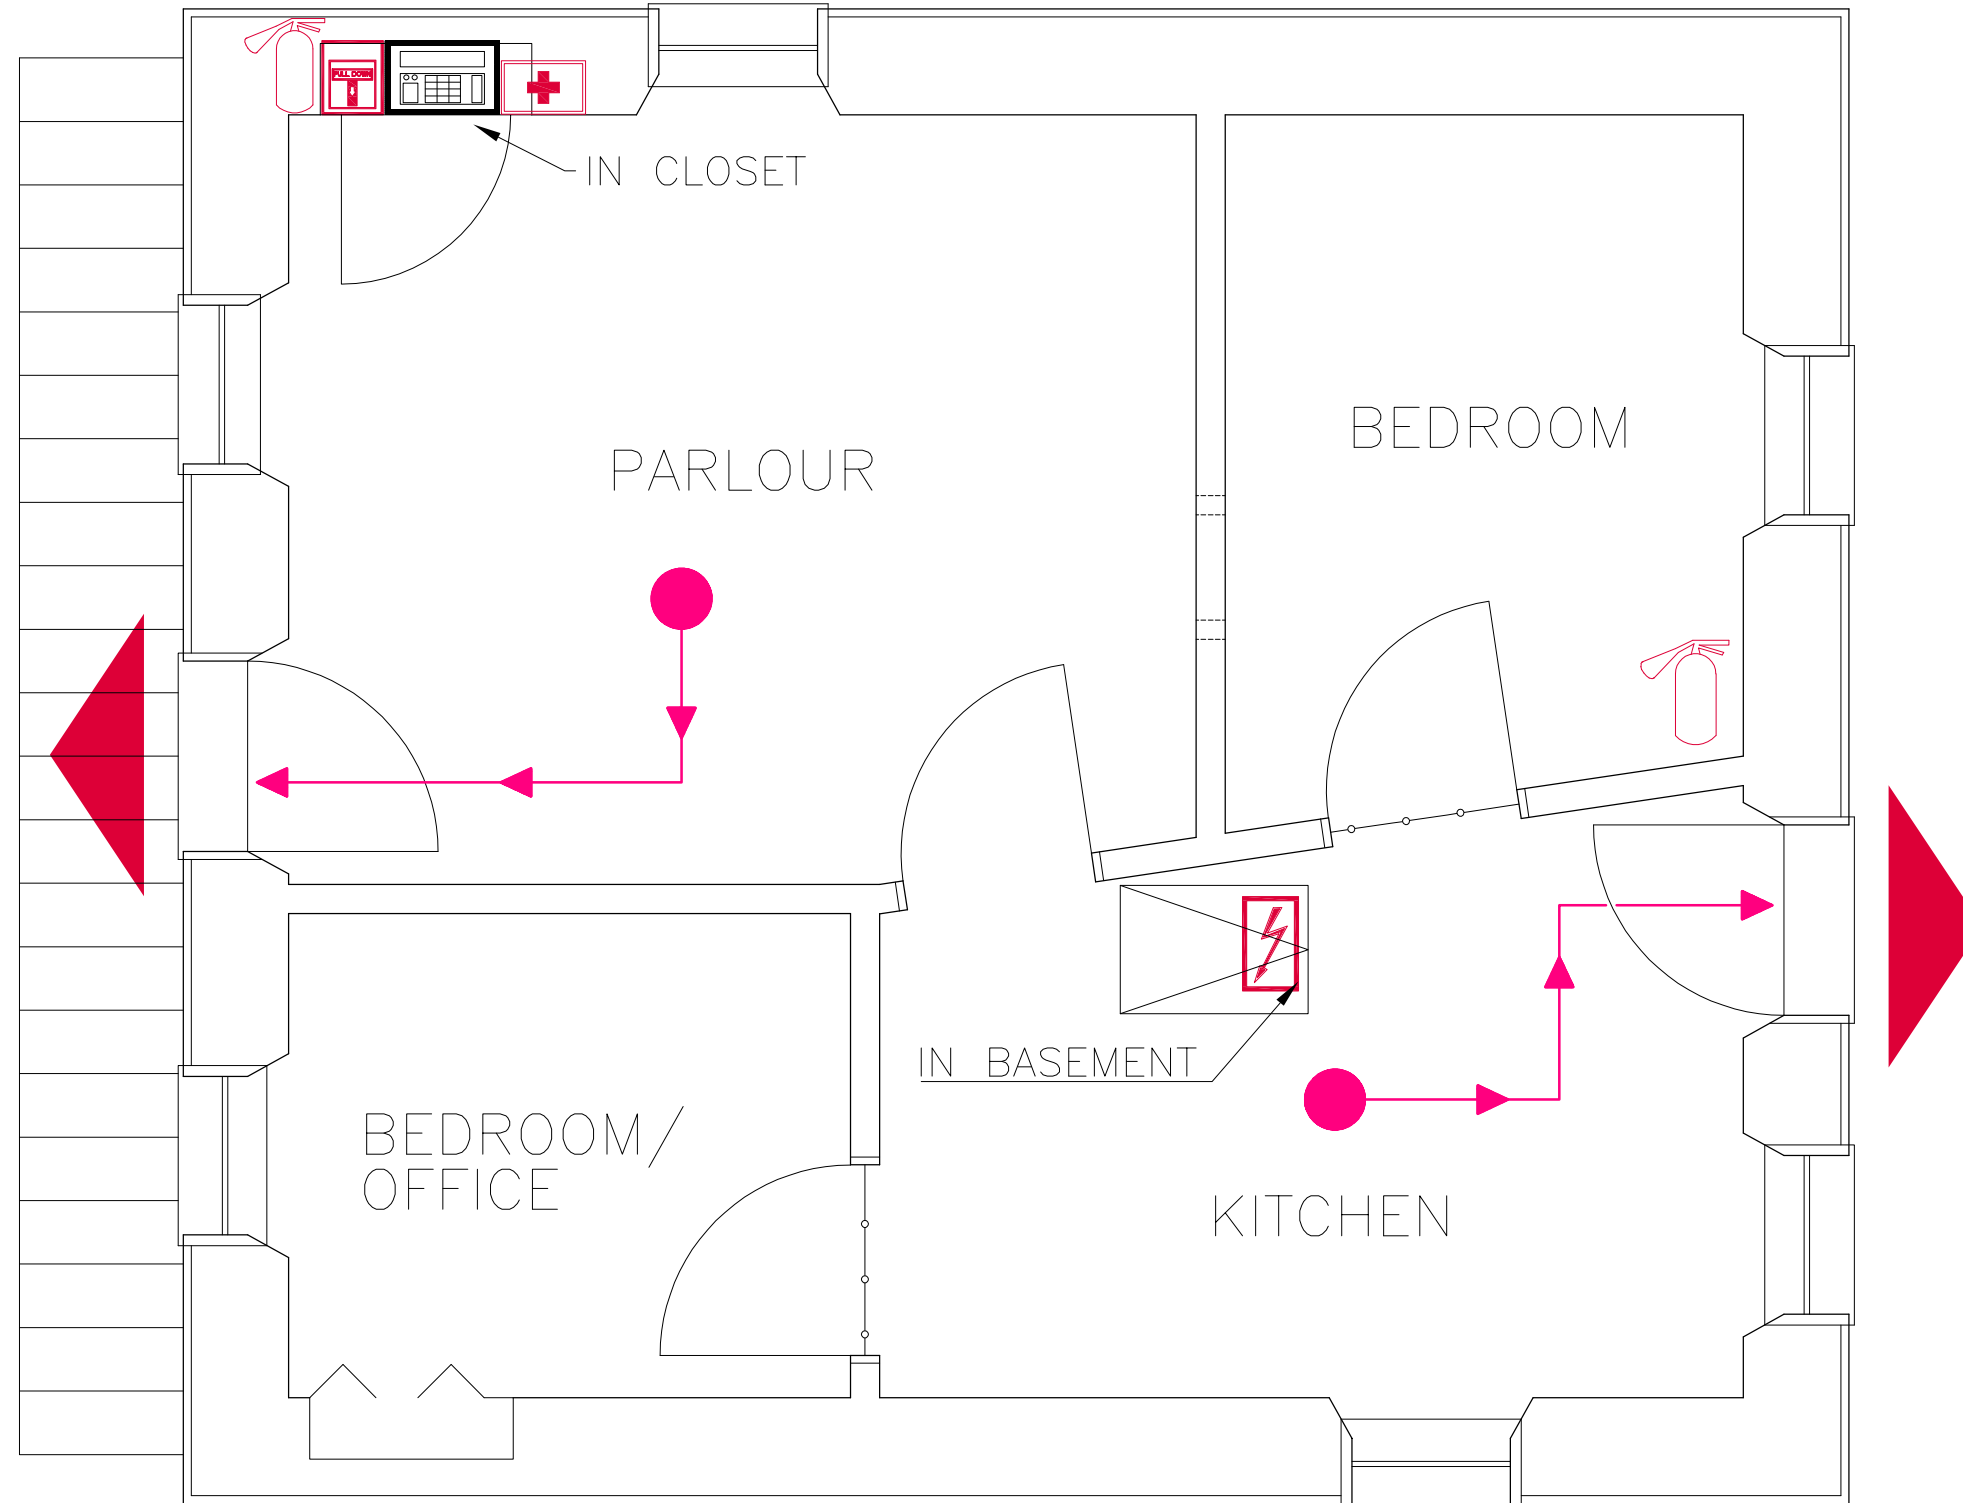 PULL DOWN
IN CLOSET
BEDROOM
PARLOUR
IN BASEMENT
BEDROOM/
OFFICE
KITCHEN